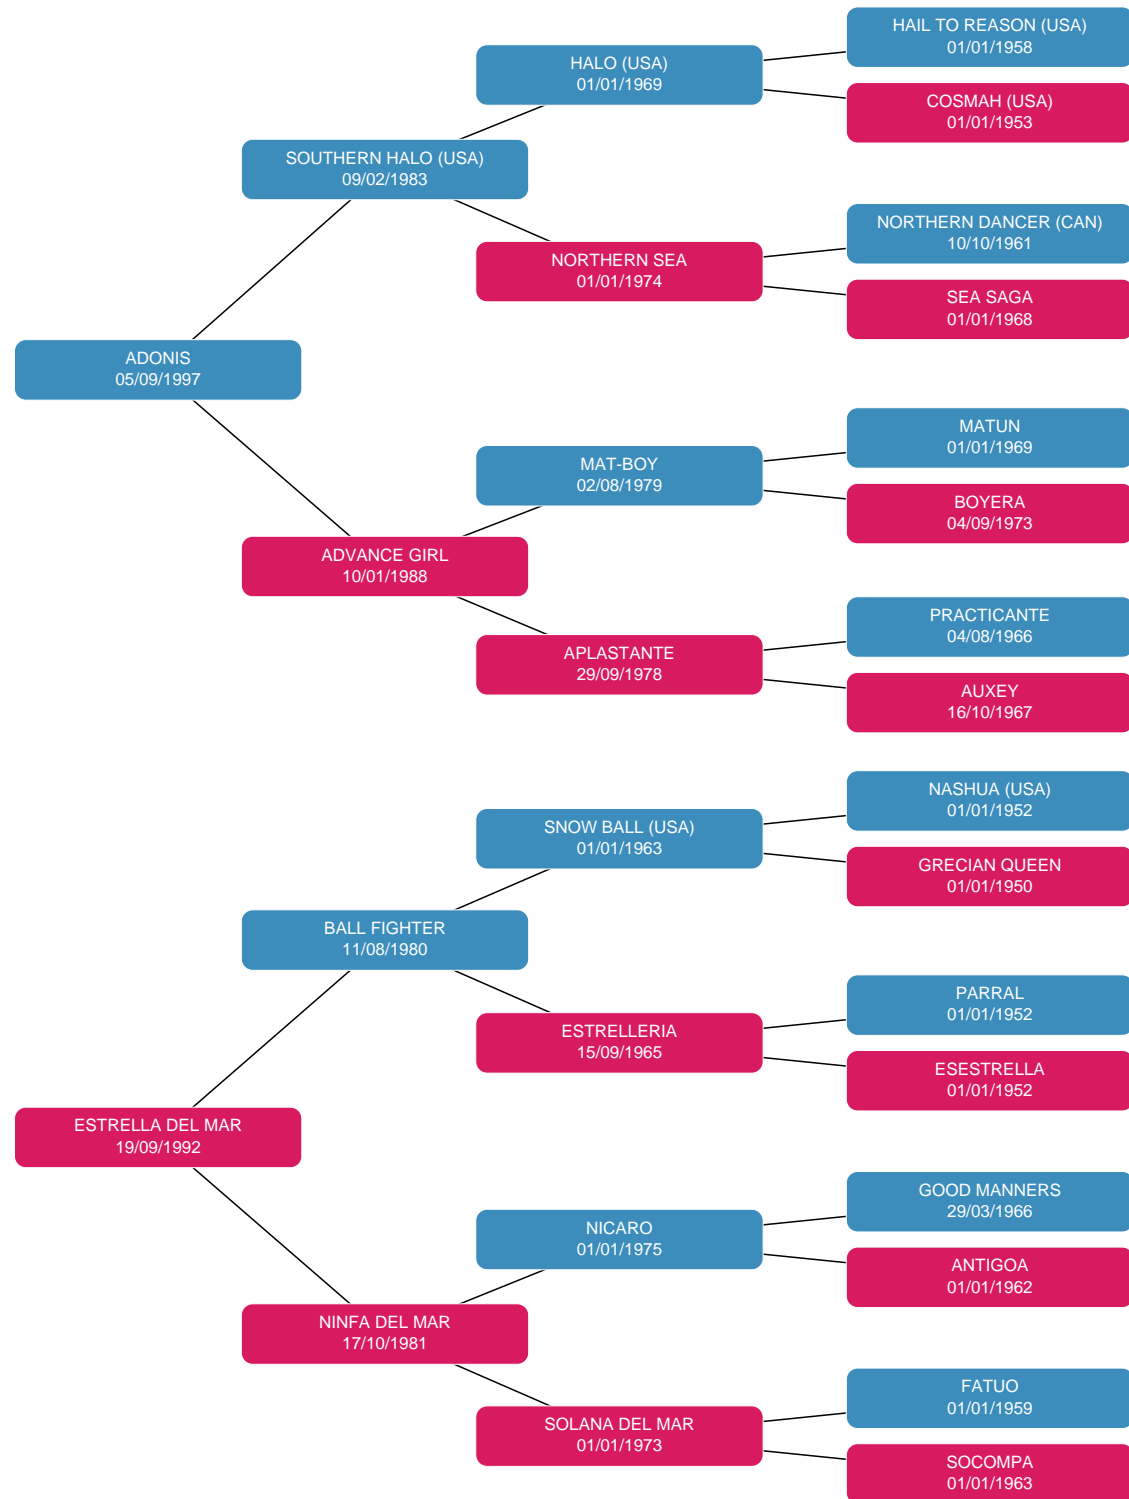 HAIL TO REASON (USA)
01/01/1958
HALO (USA)
01/01/1969
COSMAH (USA)
01/01/1953
SOUTHERN HALO (USA)
09/02/1983
NORTHERN DANCER (CAN)
10/10/1961
NORTHERN SEA
01/01/1974
SEA SAGA
01/01/1968
ADONIS
05/09/1997
MATUN
01/01/1969
MAT-BOY
02/08/1979
BOYERA
04/09/1973
ADVANCE GIRL
10/01/1988
PRACTICANTE
04/08/1966
APLASTANTE
29/09/1978
AUXEY
16/10/1967
NASHUA (USA)
01/01/1952
SNOW BALL (USA)
01/01/1963
GRECIAN QUEEN
01/01/1950
BALL FIGHTER
11/08/1980
PARRAL
01/01/1952
ESTRELLERIA
15/09/1965
ESESTRELLA
01/01/1952
ESTRELLA DEL MAR
19/09/1992
GOOD MANNERS
29/03/1966
NICARO
01/01/1975
ANTIGOA
01/01/1962
NINFA DEL MAR
17/10/1981
FATUO
01/01/1959
SOLANA DEL MAR
01/01/1973
SOCOMPA
01/01/1963